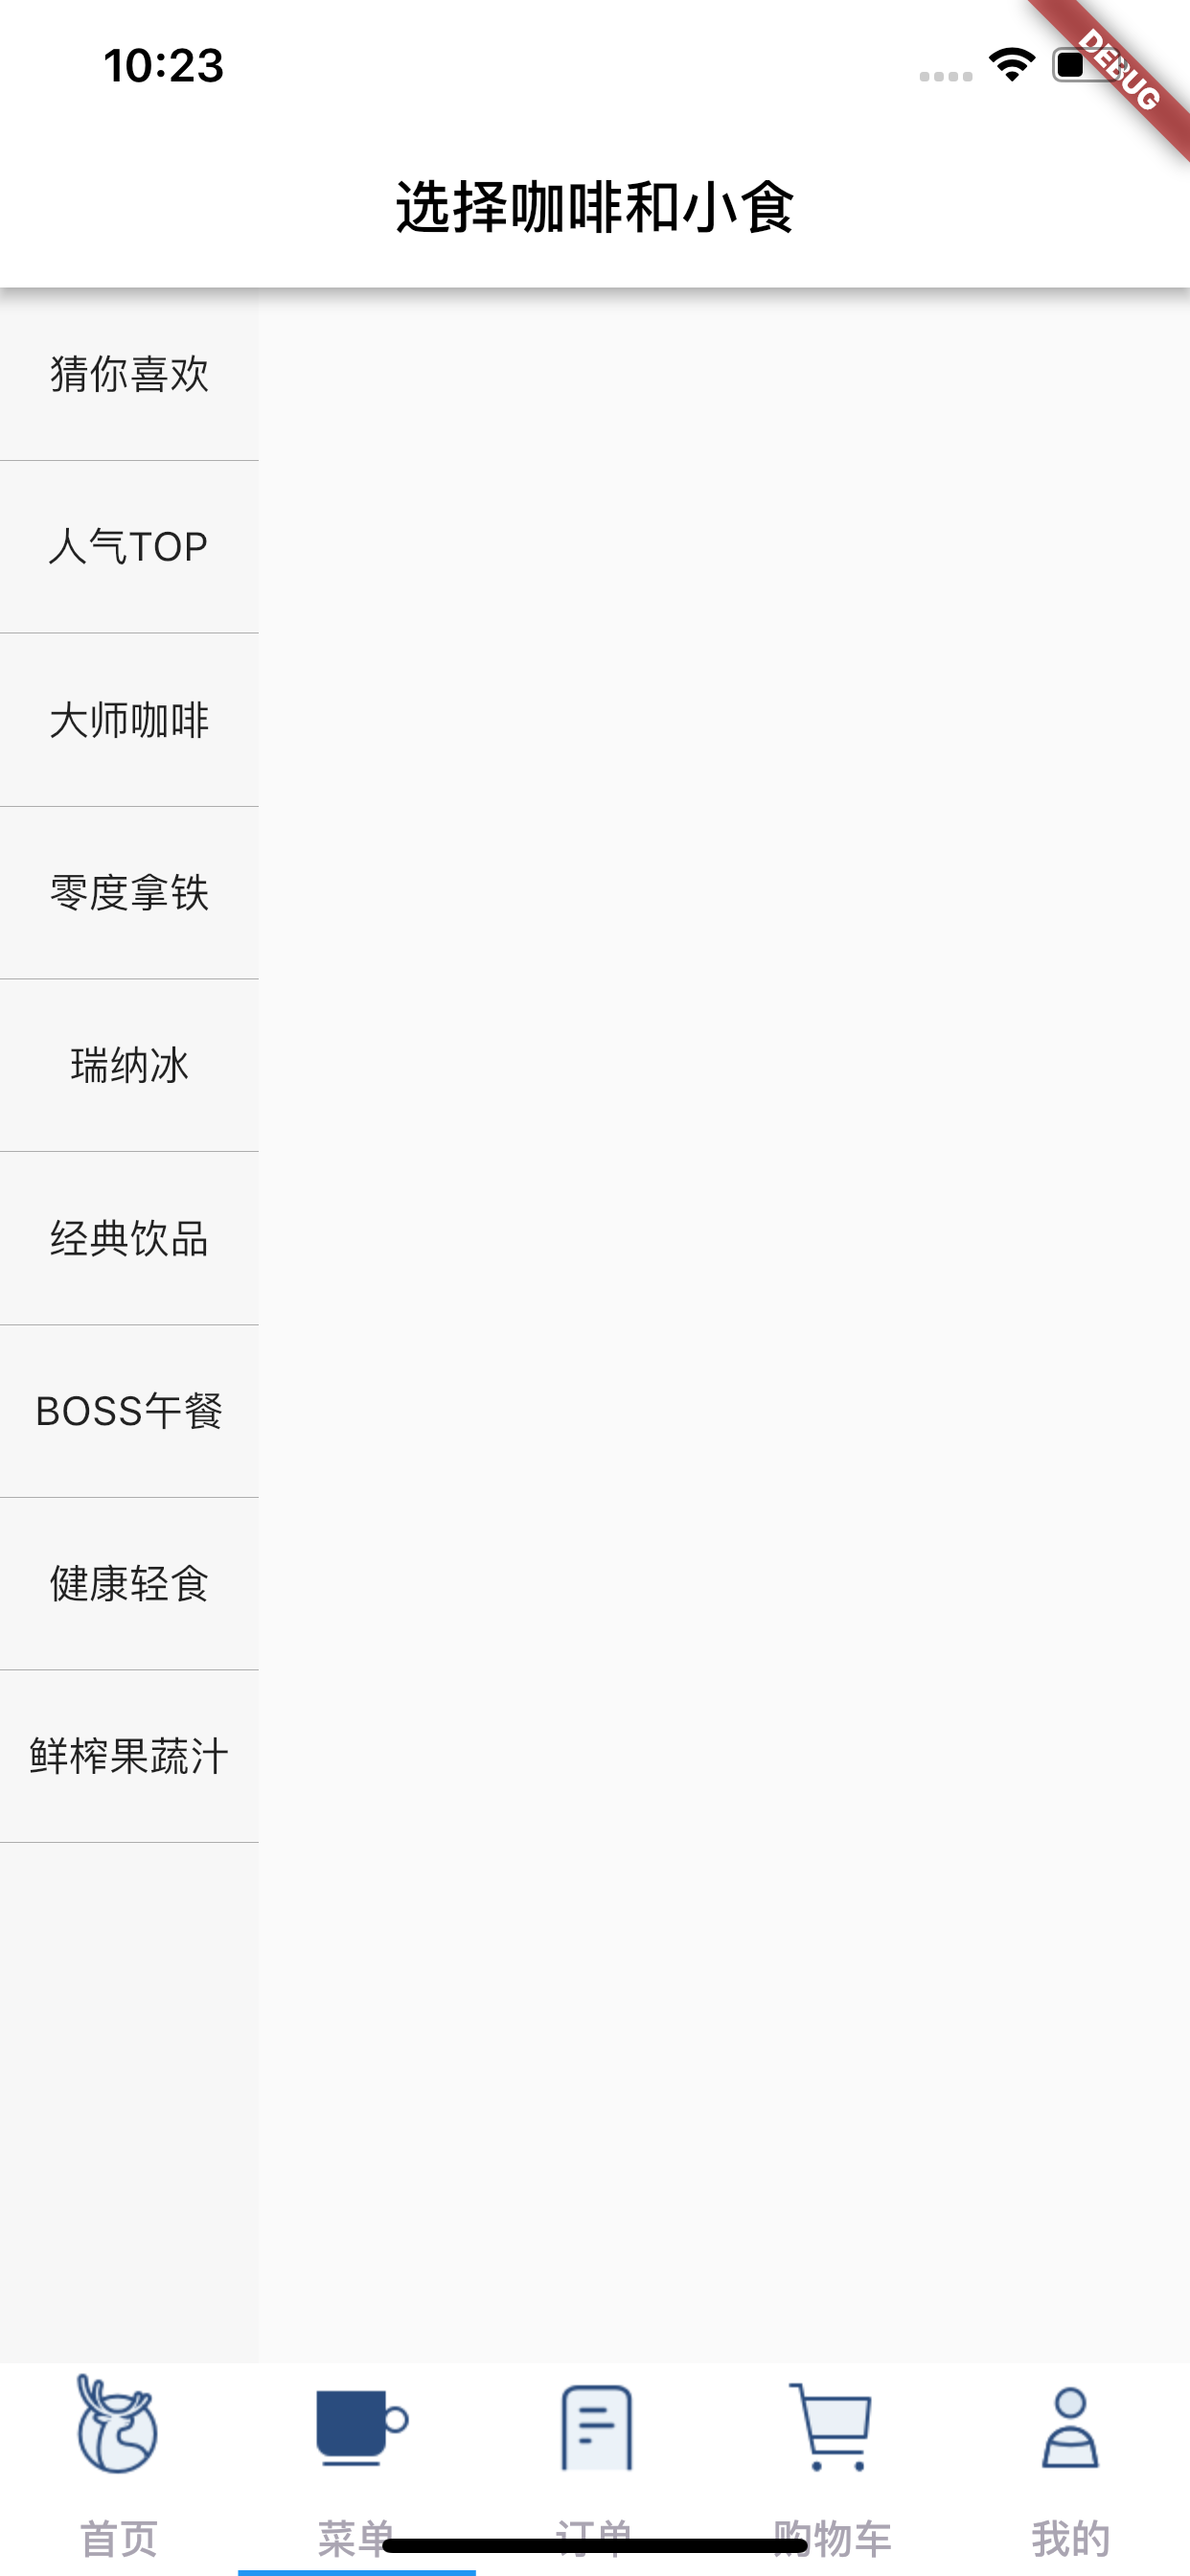 10:23
DEBUG
选择咖啡和小食
猜你喜欢
人气TOP
大师咖啡
零度拿铁
瑞纳冰
经典饮品
BOSS午餐
健康轻食
鲜榨果蔬汁
首页
菜单
订单
购物车
我的